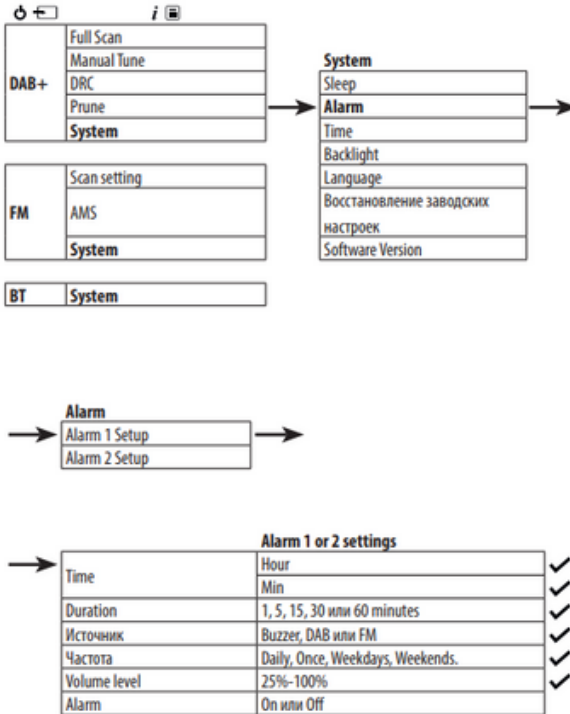 i
Full Scan
Manual Tune
DAB+
DRC
Prune
System
System
Sleep
Alarm
Time
Backlight
Language
Восстановление заводских
настроек
Software Version
Scan setting
FM
AMS
System
BT System
Alarm
Alarm 1 Setup
Alarm 2 Setup
Alarm 1 or 2 settings
Time
Hour
Min
Duration 1, 5, 15, 30 или 60 minutes
Источник Buzzer, DAB или FM
Частота Daily, Once, Weekdays, Weekends.
Volume level 25%-100%
Alarm On или Off